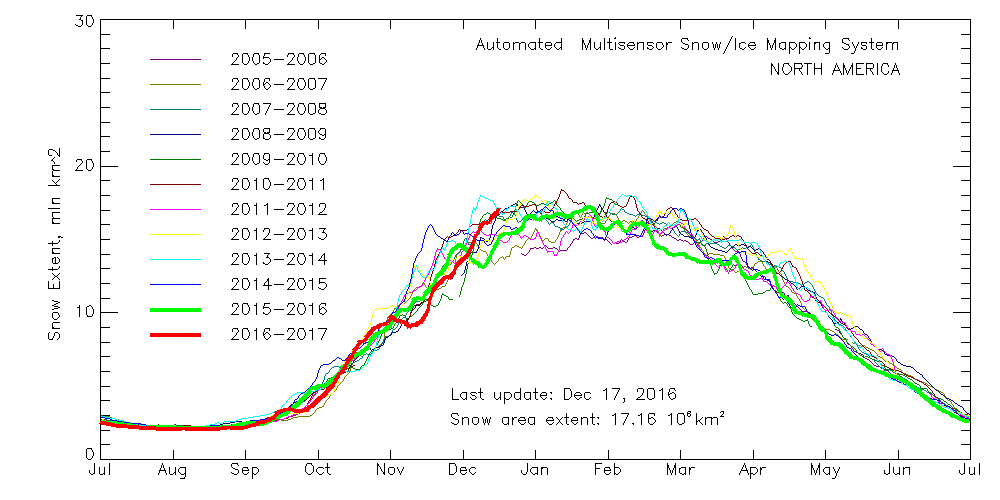 30
Automated Multisensor Snow/Ice Mapping System
NORTH AMERICA
2005-2006
2006-2007
2007-2008
2008-2009
2009-2010
2010-2011
2011-2012
2012-2013
2013-2014
2014-2015
2015-2016
2016-2017
20
10
0
Snow Extent, mln km^2
Last update: Dec 17, 2016
Snow area extent: 17.16 10⁶km²
Jul Aug Sep Oct Nov Dec Jan Feb Mar Apr May Jun Jul